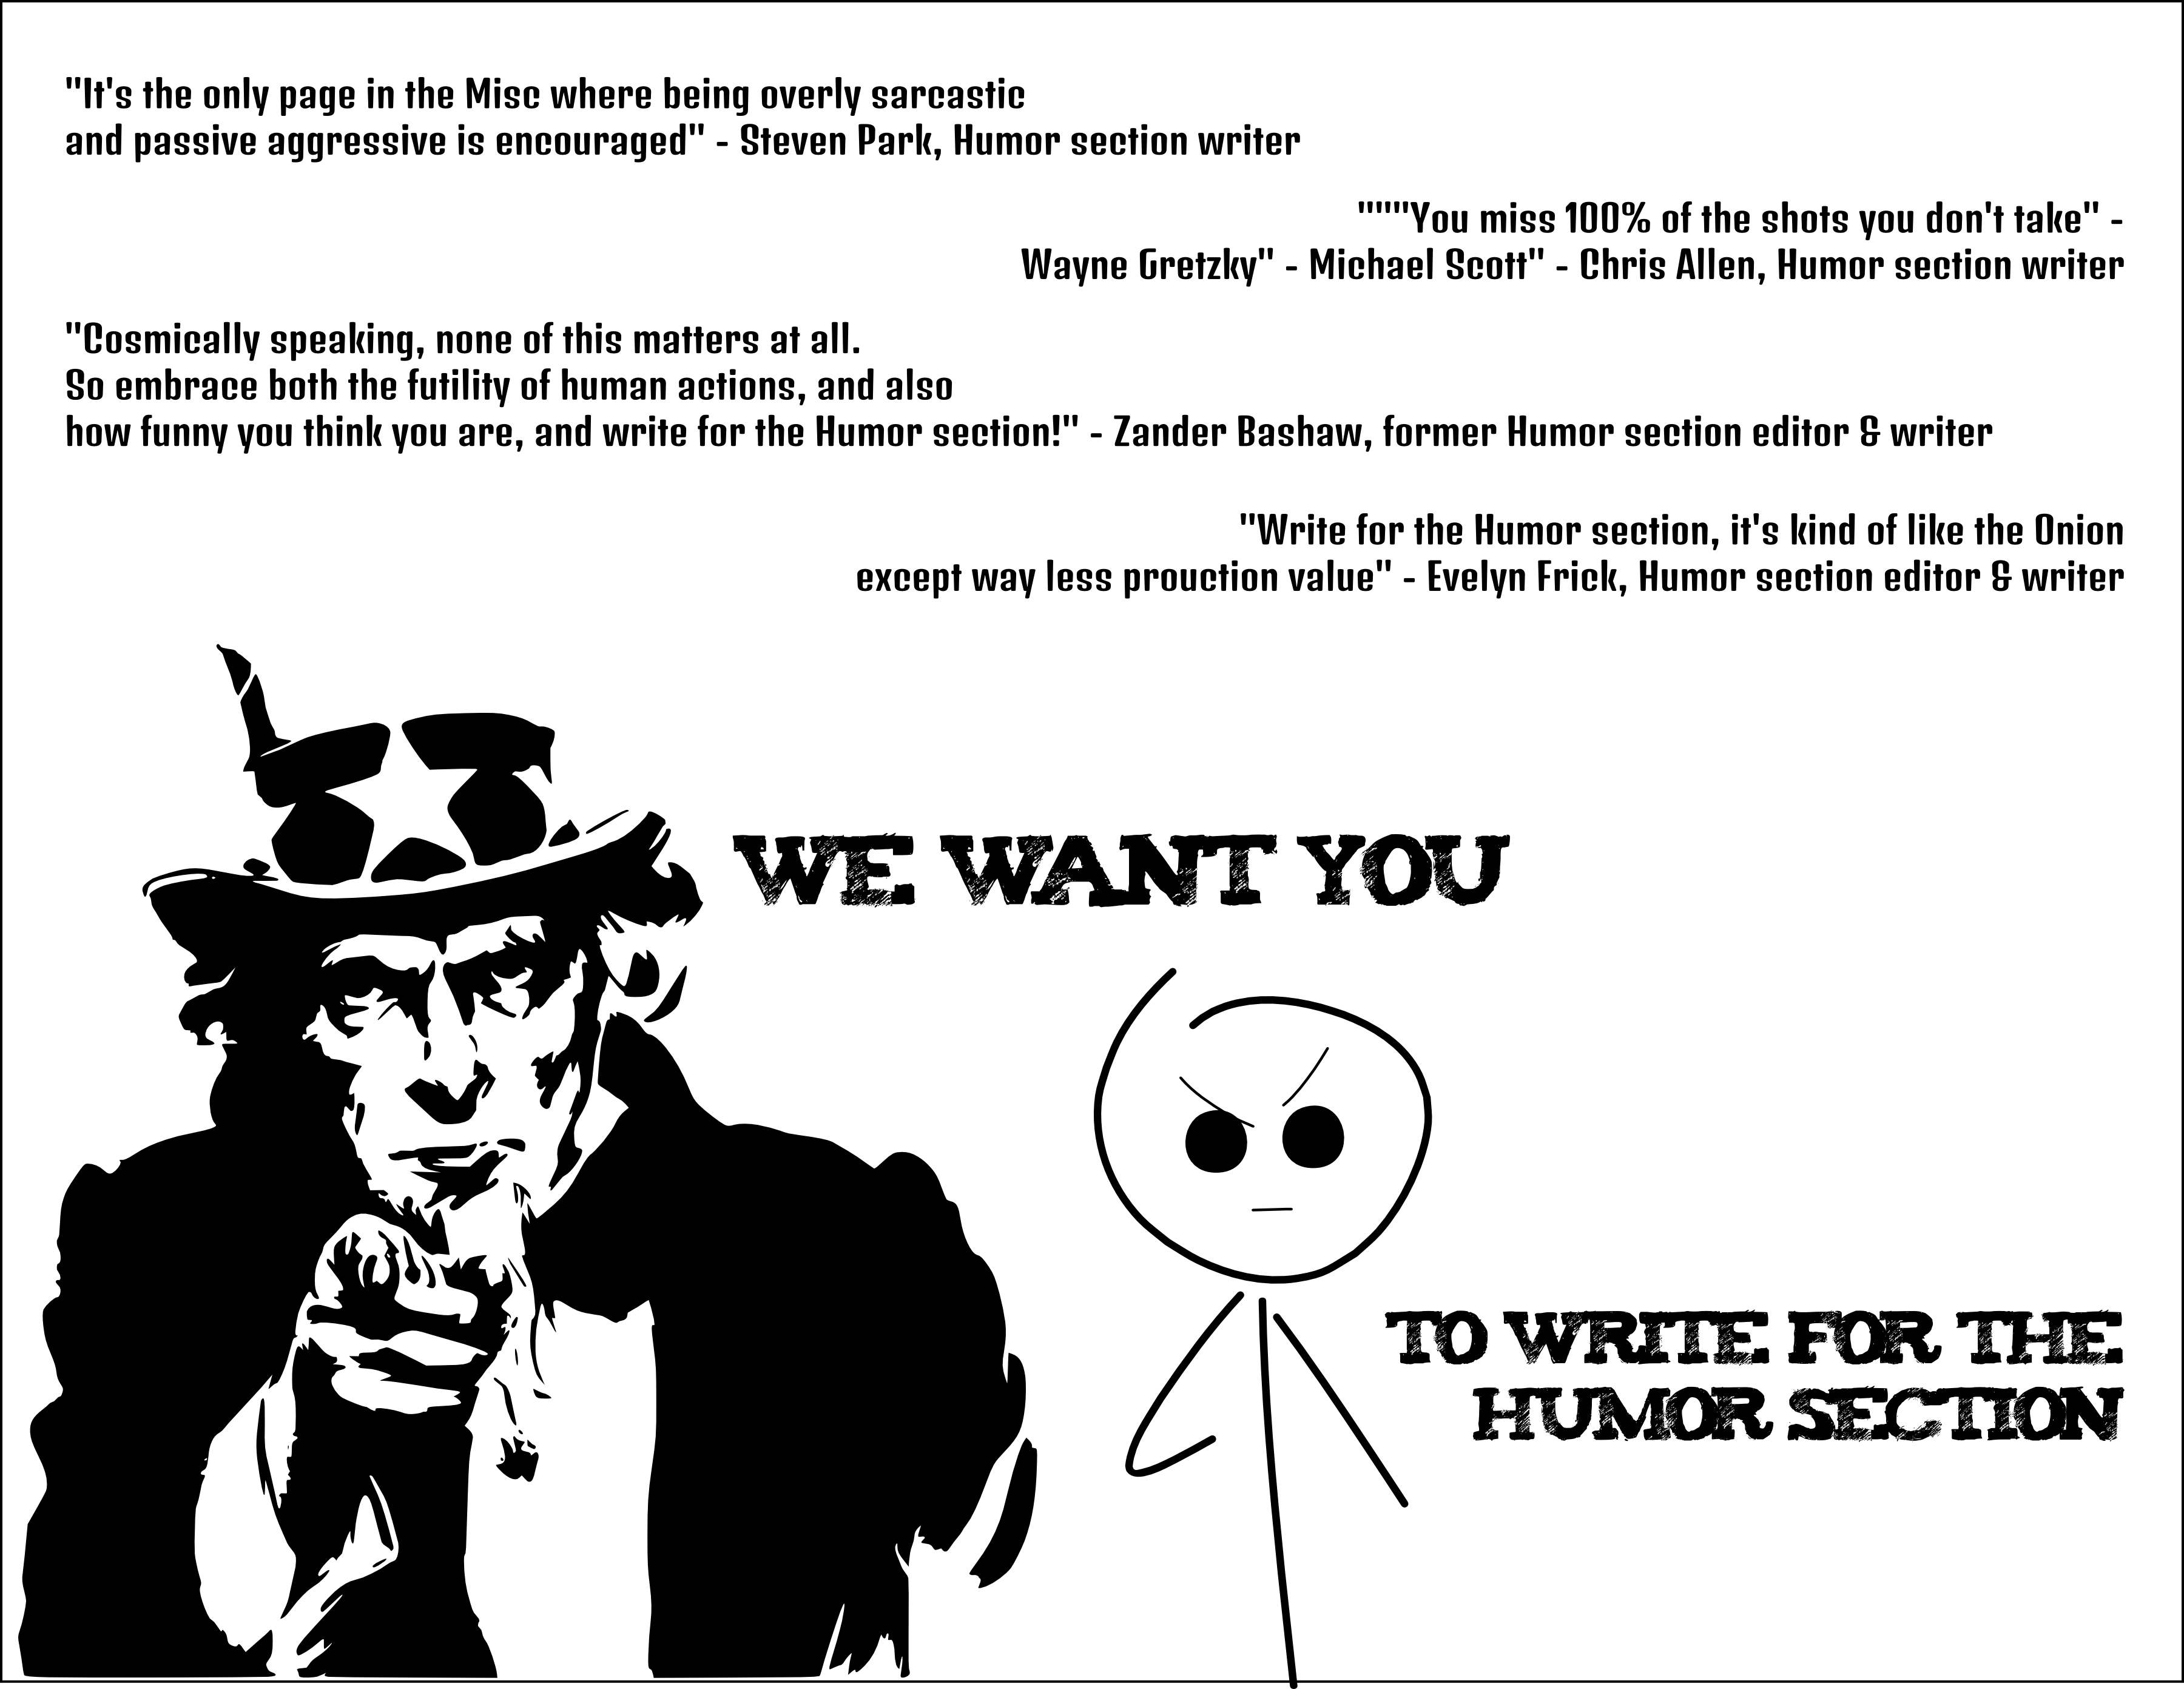 "It's the only page in the Misc where being overly sarcastic
and passive aggressive is encouraged" - Steven Park, Humor section writer
""""You miss 100% of the shots you don't take" -
Wayne Gretzky" - Michael Scott" - Chris Allen, Humor section writer
"Cosmically speaking, none of this matters at all.
So embrace both the futility of human actions, and also
how funny you think you are, and write for the Humor section!" - Zander Bashaw, former Humor section editor & writer
"Write for the Humor section, it's kind of like the Onion
except way less prouction value" - Evelyn Frick, Humor section editor & writer
WE WANT YOU
TO WRITE FOR THE
HUMOR SECTION